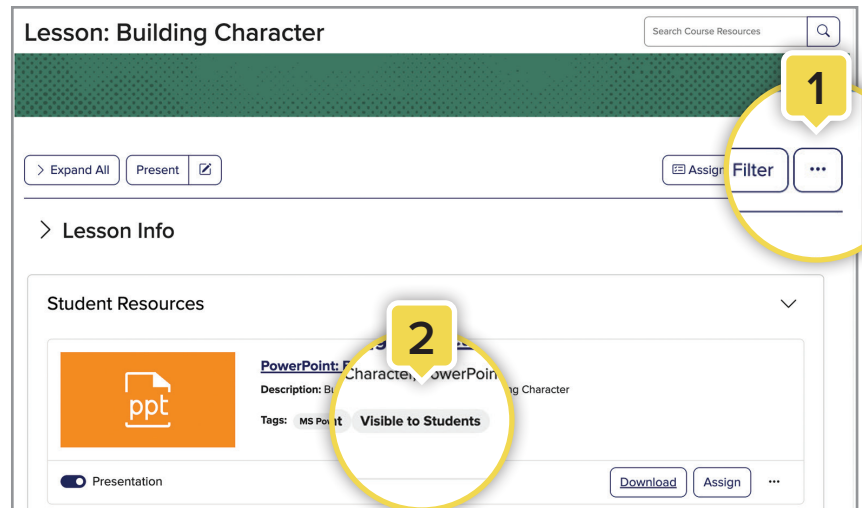 Lesson: Building Character
Search Course Resources
1
Expand All
Present
Assign
Filter
...
Lesson Info
Student Resources
2
PowerPoint:
Character, PowerPoin
Description:
ng Character
Tags: MS Po
t Visible to Students
ppt
Presentation
Download
Assign
...